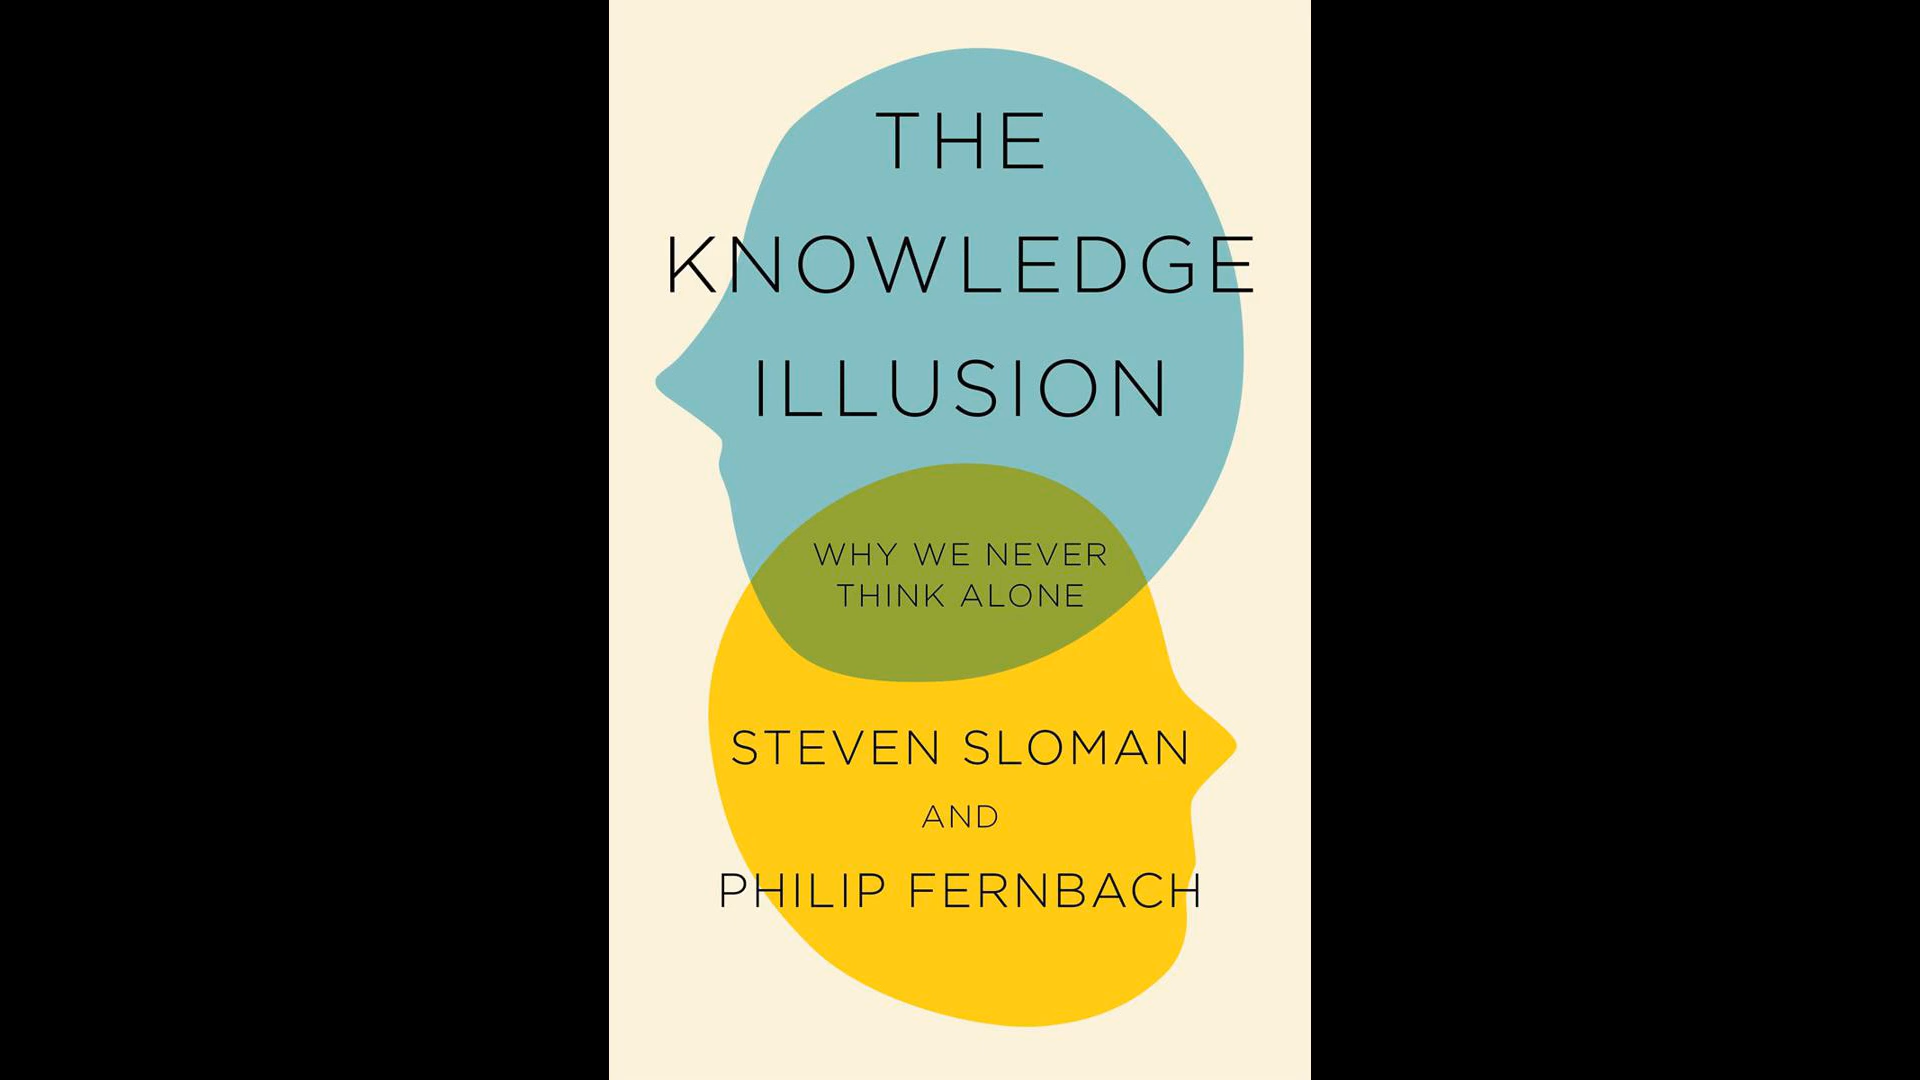 THE
KNOWLEDGE
ILLUSION
WHY WE NEVER
THINK ALONE
STEVEN SLOMAN
AND
PHILIP FERNBACH